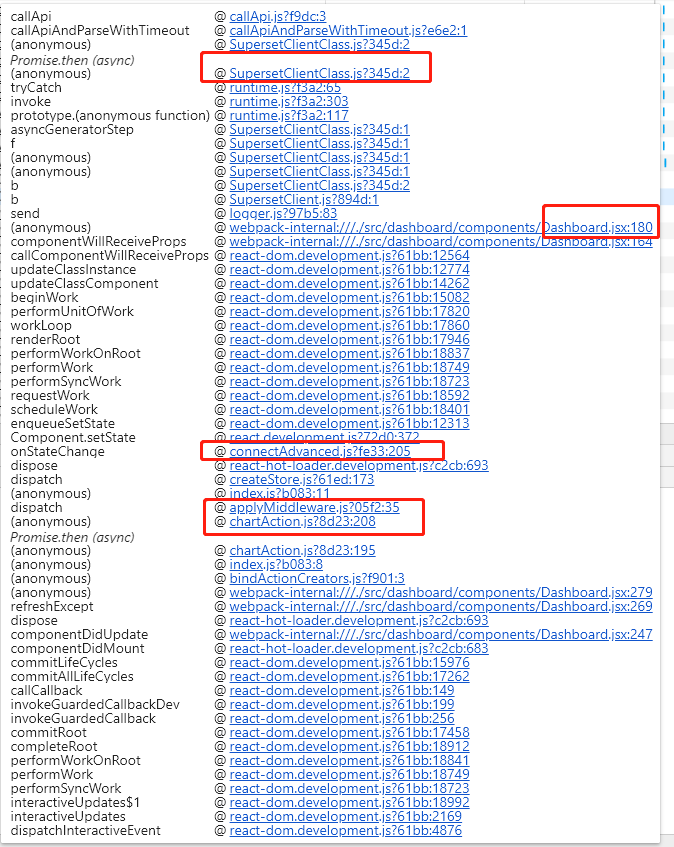 callApi @ callApi.js?f9dc:3
callApiAndParseWithTimeout @ callApiAndParseWithTimeout.js?e6e2:1
(anonymous) @ SupersetClientClass.js?345d:2
Promise.then (async)
(anonymous) @ SupersetClientClass.js?345d:2
tryCatch @ runtime.js?f3a2:65
invoke @ runtime.js?f3a2:303
prototype.(anonymous function) @ runtime.js?f3a2:117
asyncGeneratorStep @ SupersetClientClass.js?345d:1
f @ SupersetClientClass.js?345d:1
(anonymous) @ SupersetClientClass.js?345d:1
(anonymous) @ SupersetClientClass.js?345d:1
b @ SupersetClientClass.js?345d:2
b @ SupersetClient.js?894d:1
send @ logger.js?97b5:83
(anonymous) @ webpack-internal:////./src/dashboard/components/Dashboard.jsx:180
componentWillReceiveProps @ webpack-internal:////./src/dashboard/components/Dashboard.jsx:164
callComponentWillReceiveProps @ react-dom.development.js?61bb:12564
updateClassInstance @ react-dom.development.js?61bb:12774
updateClassComponent @ react-dom.development.js?61bb:14262
beginWork @ react-dom.development.js?61bb:15082
performUnitOfWork @ react-dom.development.js?61bb:17820
workLoop @ react-dom.development.js?61bb:17860
renderRoot @ react-dom.development.js?61bb:17946
performWorkOnRoot @ react-dom.development.js?61bb:18837
performWork @ react-dom.development.js?61bb:18749
performSyncWork @ react-dom.development.js?61bb:18723
requestWork @ react-dom.development.js?61bb:18592
scheduleWork @ react-dom.development.js?61bb:18401
enqueueSetState @ react-dom.development.js?61bb:12313
Component.setState @ react.development.js?72d0:372
onStateChange @ connectAdvanced.js?fe33:205
dispose @ react-hot-loader.development.js?c2cb:693
dispatch @ createStore.js?61ed:173
(anonymous) @ index.js?b083:11
dispatch @ applyMiddleware.js?05f2:35
(anonymous) @ chartAction.js?8d23:208
Promise.then (async)
(anonymous) @ chartAction.js?8d23:195
(anonymous) @ index.js?b083:8
(anonymous) @ bindActionCreators.js?f901:3
(anonymous) @ webpack-internal:////./src/dashboard/components/Dashboard.jsx:279
refreshExcept @ webpack-internal:////./src/dashboard/components/Dashboard.jsx:269
dispose @ react-hot-loader.development.js?c2cb:693
componentDidUpdate @ webpack-internal:////./src/dashboard/components/Dashboard.jsx:247
componentDidMount @ react-hot-loader.development.js?c2cb:683
commitLifeCycles @ react-dom.development.js?61bb:15976
commitAllLifeCycles @ react-dom.development.js?61bb:17262
callCallback @ react-dom.development.js?61bb:149
invokeGuardedCallbackDev @ react-dom.development.js?61bb:199
invokeGuardedCallback @ react-dom.development.js?61bb:256
commitRoot @ react-dom.development.js?61bb:17458
completeRoot @ react-dom.development.js?61bb:18912
performWorkOnRoot @ react-dom.development.js?61bb:18841
performWork @ react-dom.development.js?61bb:18749
performSyncWork @ react-dom.development.js?61bb:18723
interactiveUpdates$1 @ react-dom.development.js?61bb:18992
interactiveUpdates @ react-dom.development.js?61bb:2169
dispatchInteractiveEvent @ react-dom.development.js?61bb:4876